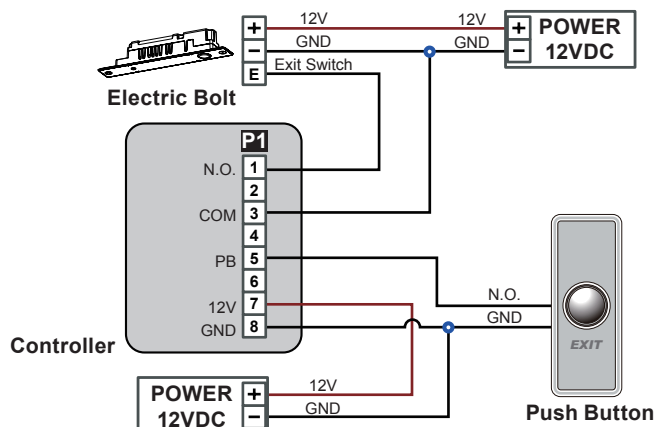 + 12V 12V + POWER
− GND GND − 12VDC
E Exit Switch
Electric Bolt
P1
N.O. 1
2
COM 3
4
PB 5
6
12V 7
GND 8
Controller
N.O.
GND
EXIT
Push Button
POWER + 12V
12VDC − GND